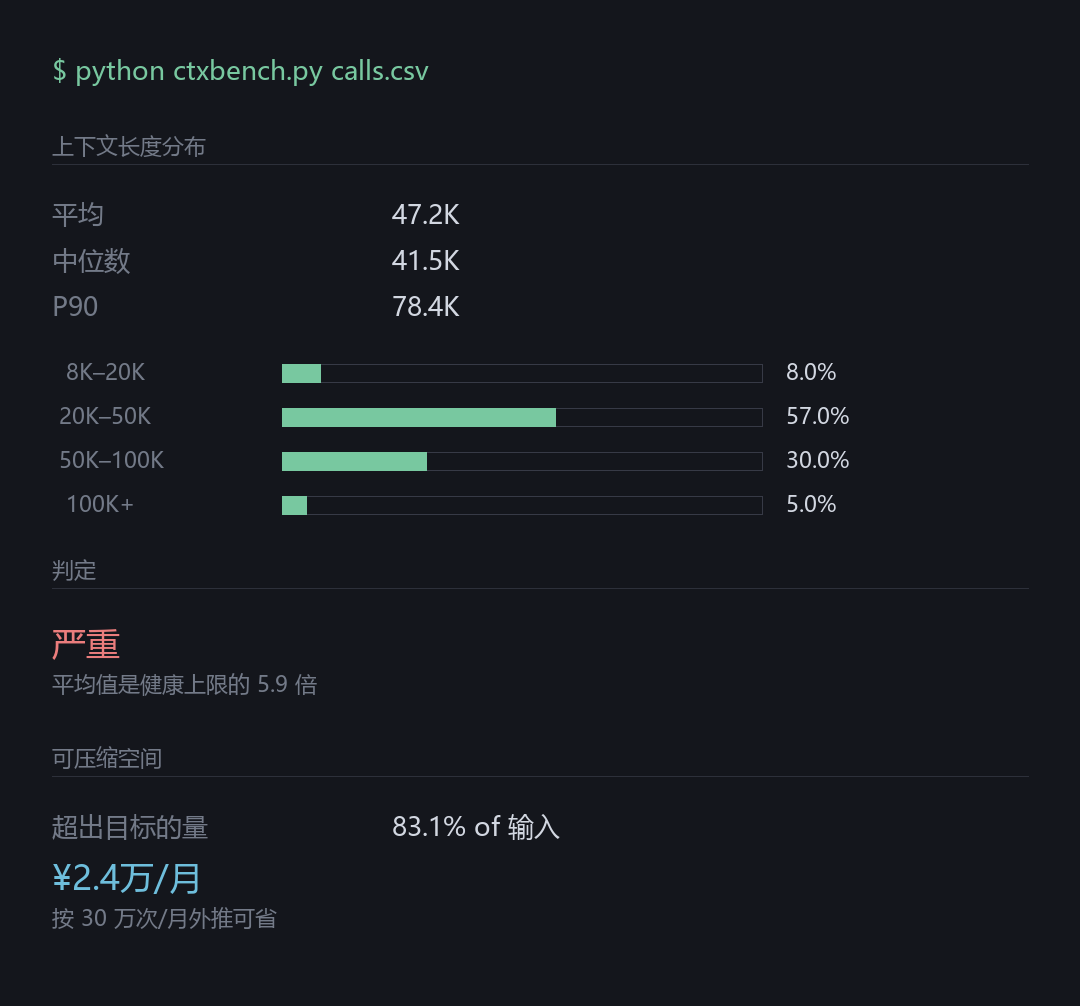 $ python ctxbench.py calls.csv
上下文长度分布
平均 47.2K
中位数 41.5K
P90 78.4K
8K–20K 8.0%
20K–50K 57.0%
50K–100K 30.0%
100K+ 5.0%
判定
严重
平均值是健康上限的 5.9 倍
可压缩空间
超出目标的量 83.1% of 输入
¥2.4万/月
按 30 万次/月外推可省